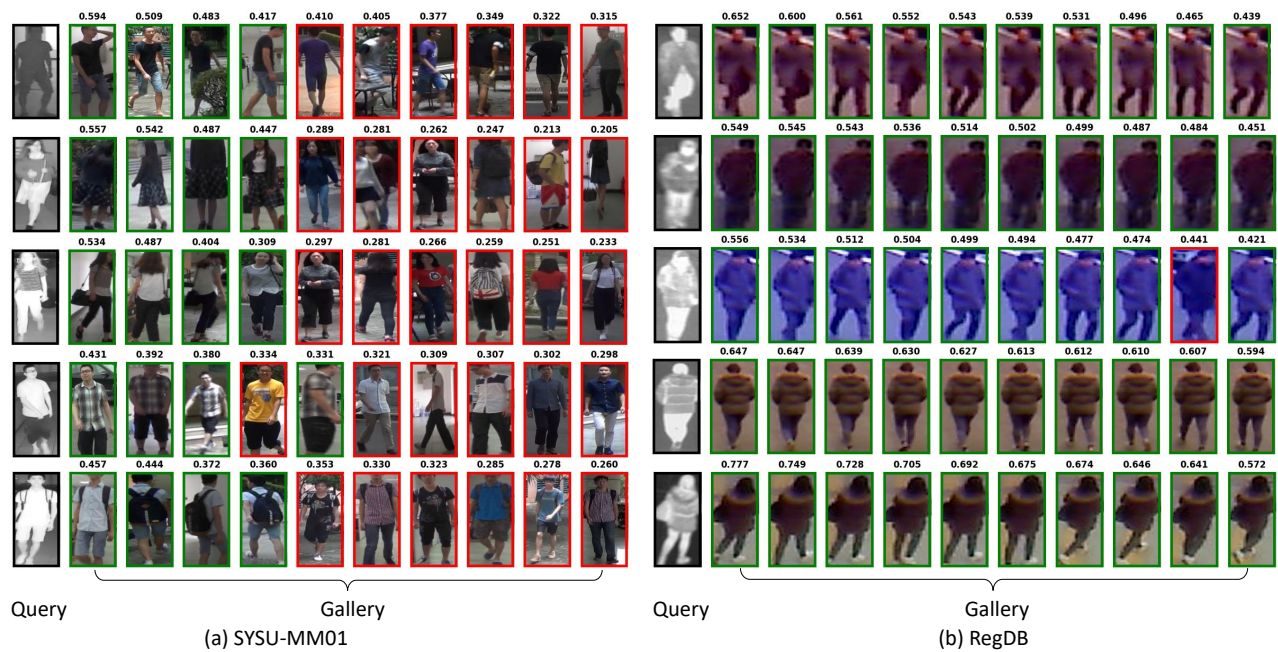 0.594 0.509 0.483 0.417 0.410 0.405 0.377 0.349 0.322 0.315
0.557 0.542 0.487 0.447 0.289 0.281 0.262 0.247 0.213 0.205
0.534 0.487 0.404 0.309 0.297 0.281 0.266 0.259 0.251 0.233
0.431 0.392 0.380 0.334 0.331 0.321 0.309 0.307 0.302 0.298
0.457 0.444 0.372 0.360 0.353 0.330 0.323 0.285 0.278 0.260
Query Gallery
(a) SYSU-MM01
0.652 0.600 0.561 0.552 0.543 0.539 0.531 0.496 0.465 0.439
0.549 0.545 0.543 0.536 0.514 0.502 0.499 0.487 0.484 0.451
0.556 0.534 0.512 0.504 0.499 0.494 0.477 0.474 0.441 0.421
0.647 0.647 0.639 0.630 0.627 0.613 0.612 0.610 0.607 0.594
0.777 0.749 0.728 0.705 0.692 0.675 0.674 0.646 0.641 0.572
Query Gallery
(b) RegDB